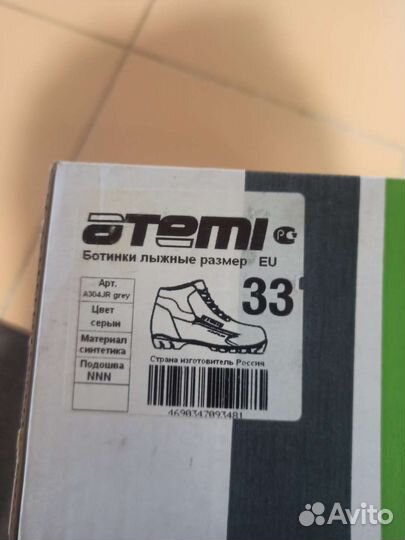 ATEMI
Ботинки лыжные размер EU
Арт.
A304JR grey
Цвет
серый
Материал
синтетика
Подошва
NNN
33
Страна изготовитель Россия
4690347093481
Avito